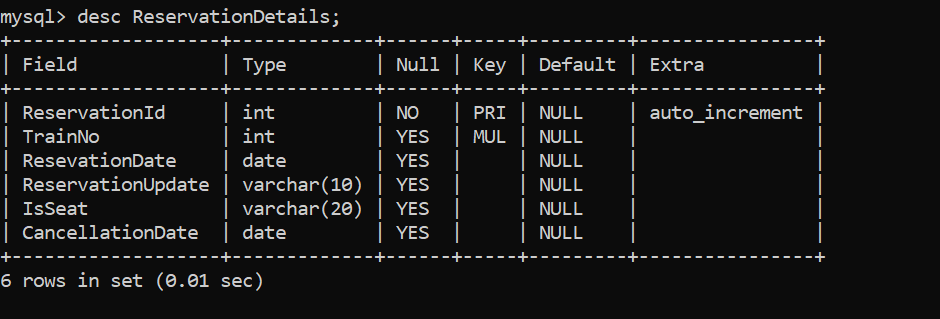 mysql> desc ReservationDetails;
+-------------------+-------------+------+-----+---------+----------------+
| Field             | Type        | Null | Key | Default | Extra          |
+-------------------+-------------+------+-----+---------+----------------+
| ReservationId     | int         | NO   | PRI | NULL    | auto_increment |
| TrainNo           | int         | YES  | MUL | NULL    |                |
| ResevationDate    | date        | YES  |     | NULL    |                |
| ReservationUpdate | varchar(10) | YES  |     | NULL    |                |
| IsSeat            | varchar(20) | YES  |     | NULL    |                |
| CancellationDate  | date        | YES  |     | NULL    |                |
+-------------------+-------------+------+-----+---------+----------------+
6 rows in set (0.01 sec)